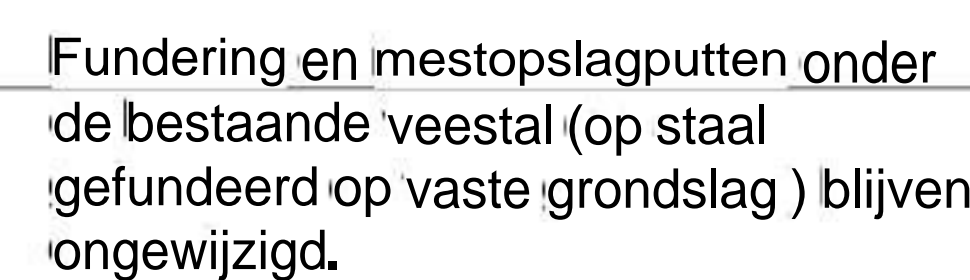 Fundering en mestopslagputten onder
de bestaande veestal (op staal
gefundeerd op vaste grondslag ) blijven
ongewijzigd.